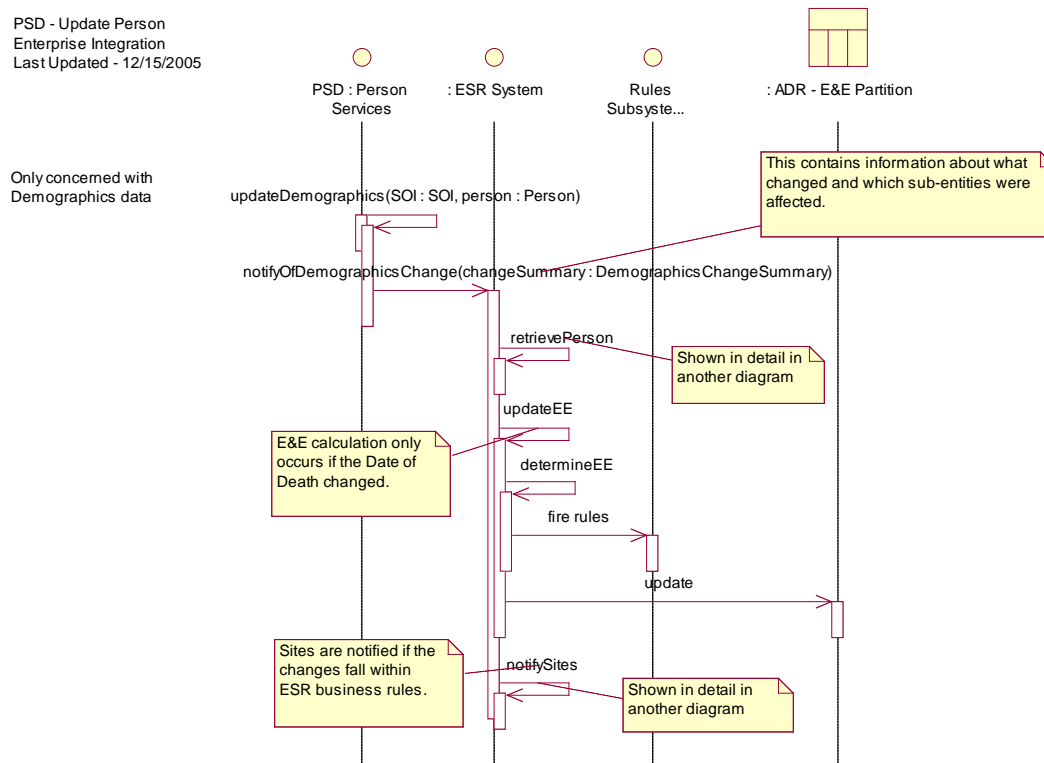 PSD - Update Person
Enterprise Integration
Last Updated - 12/15/2005
PSD : Person
Services
: ESR System
Rules
Subsyste...
: ADR - E&E Partition
Only concerned with
Demographics data
This contains information about what
changed and which sub-entities were
affected.
updateDemographics(SOI : SOI, person : Person)
notifyOfDemographicsChange(changeSummary : DemographicsChangeSummary)
retrievePerson
Shown in detail in
another diagram
updateEE
E&E calculation only
occurs if the Date of
Death changed.
determineEE
fire rules
update
Sites are notified if the
changes fall within
ESR business rules.
notifySites
Shown in detail in
another diagram